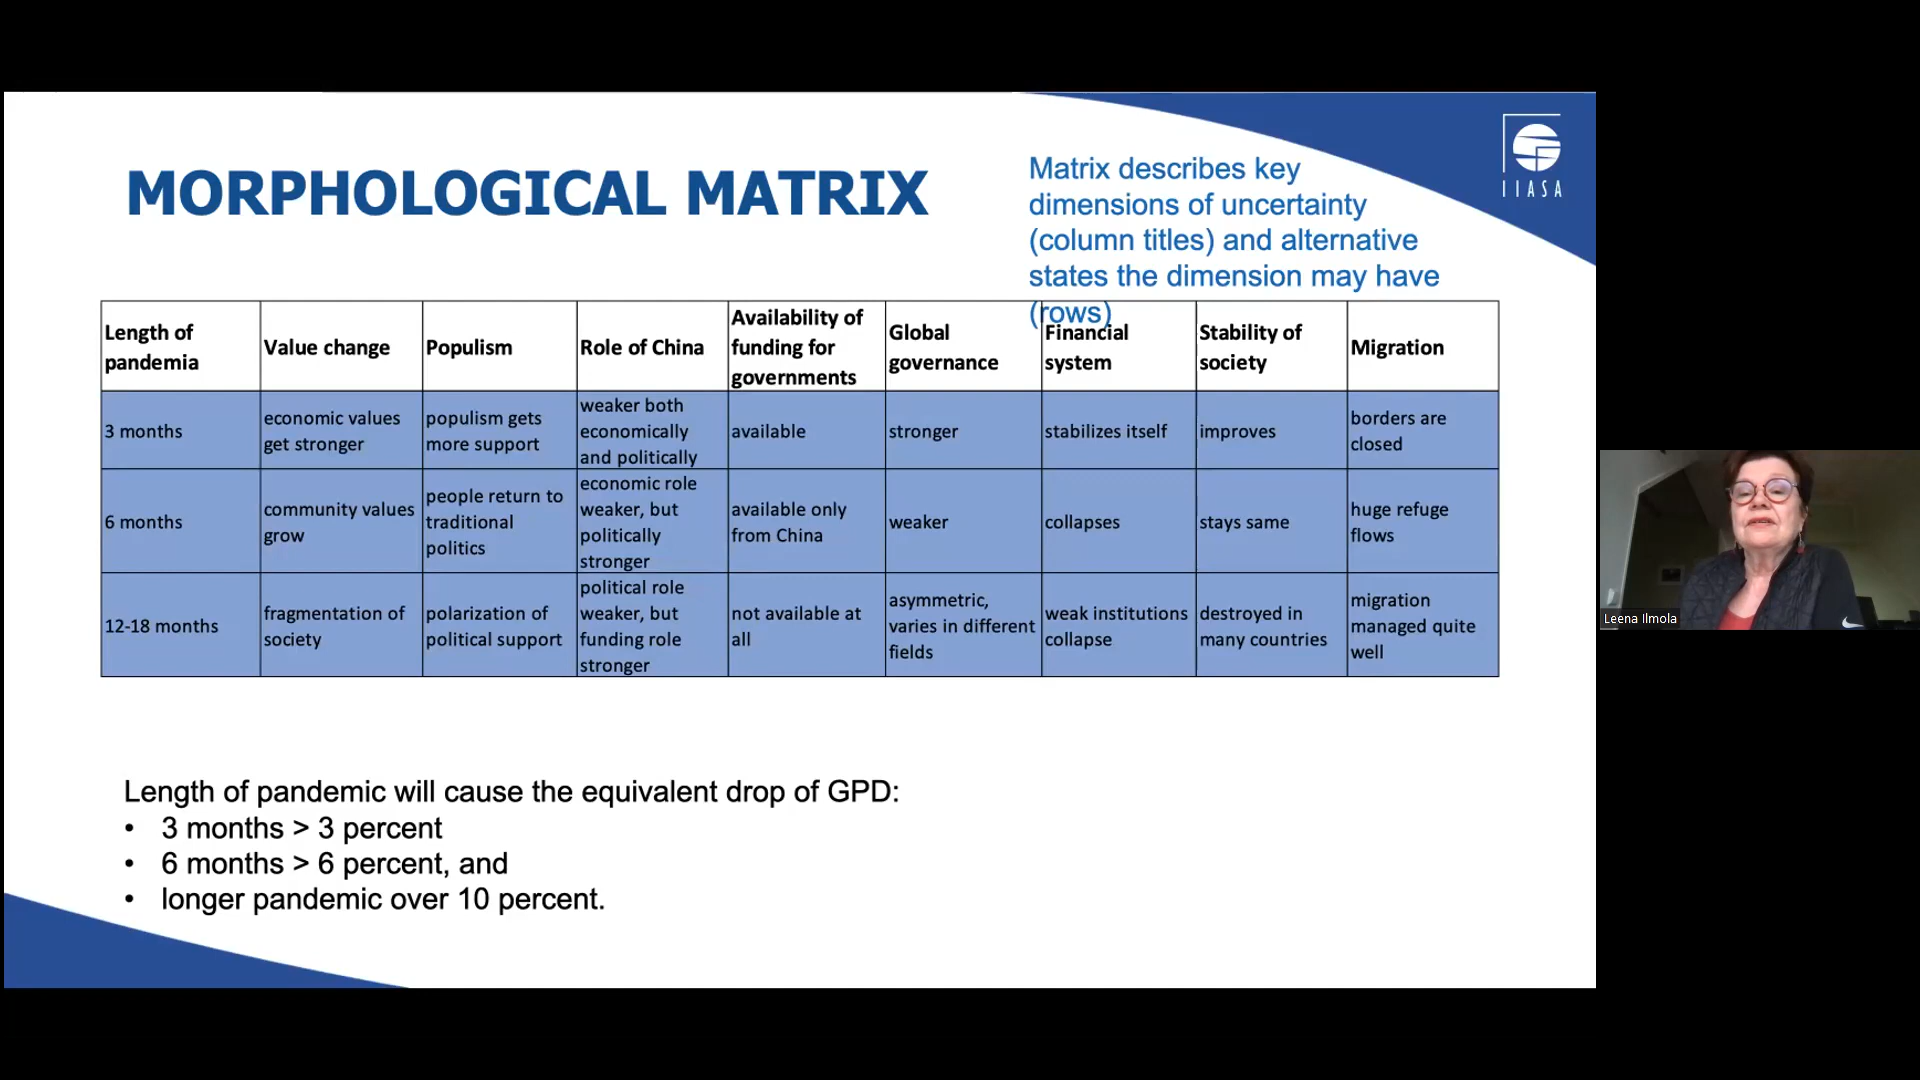 MORPHOLOGICAL MATRIX
Matrix describes key
dimensions of uncertainty
(column titles) and alternative
states the dimension may have
(rows)
IIASA
Length of
pandemia
Value change
Populism
Role of China
Availability of
funding for
governments
Global
governance
Financial
system
Stability of
society
Migration
3 months
economic values
get stronger
populism gets
more support
weaker both
economically
and politically
available
stronger
stabilizes itself
improves
borders are
closed
6 months
community values
grow
people return to
traditional
politics
economic role
weaker, but
politically
stronger
available only
from China
weaker
collapses
stays same
huge refuge
flows
12-18 months
fragmentation of
society
polarization of
political support
political role
weaker, but
funding role
stronger
not available at
all
asymmetric,
varies in different
fields
weak institutions
collapse
destroyed in
many countries
migration
managed quite
well
Length of pandemic will cause the equivalent drop of GPD:
• 3 months > 3 percent
• 6 months > 6 percent, and
• longer pandemic over 10 percent.
Leena Ilmola